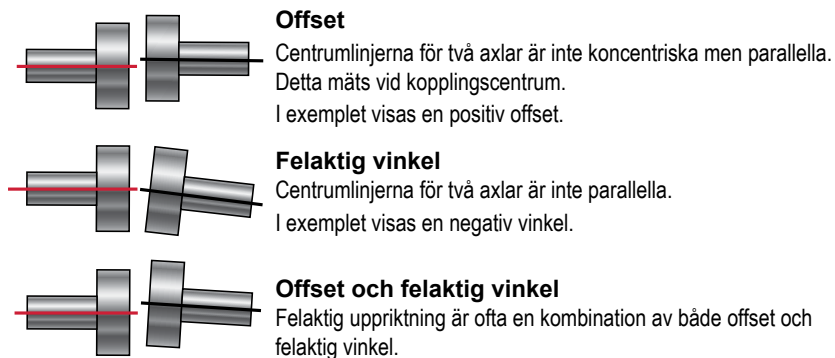 Offset
Centrumlinjerna för två axlar är inte koncentriska men parallella.
Detta mäts vid kopplingscentrum.
I exemplet visas en positiv offset.
Felaktig vinkel
Centrumlinjerna för två axlar är inte parallella.
I exemplet visas en negativ vinkel.
Offset och felaktig vinkel
Felaktig uppriktning är ofta en kombination av både offset och
felaktig vinkel.